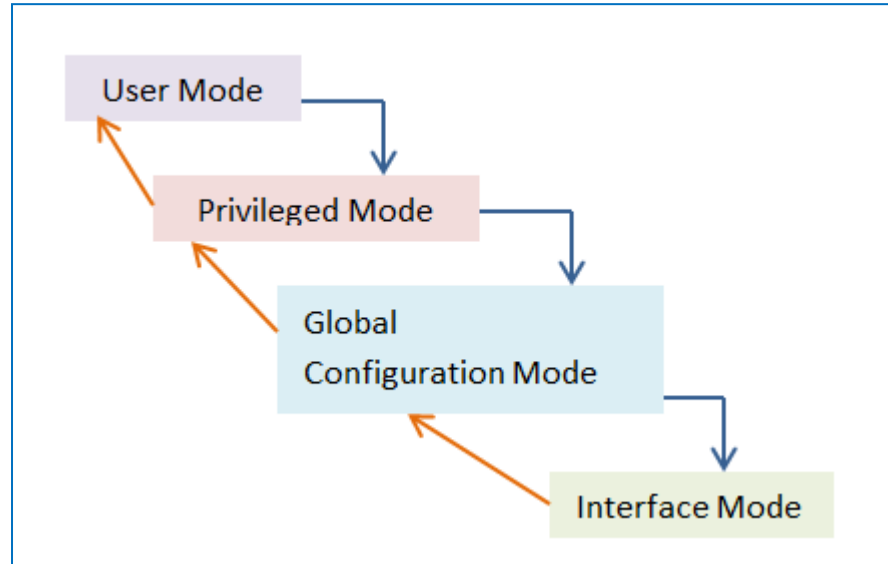 User Mode
Privileged Mode
Global
Configuration Mode
Interface Mode